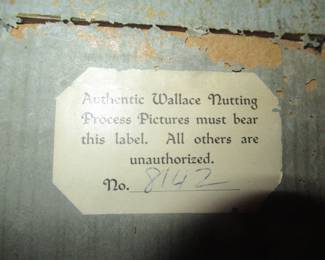 Authentic Wallace Nutting
Process Pictures must bear
this label. All others are
unauthorized.
No. 8142